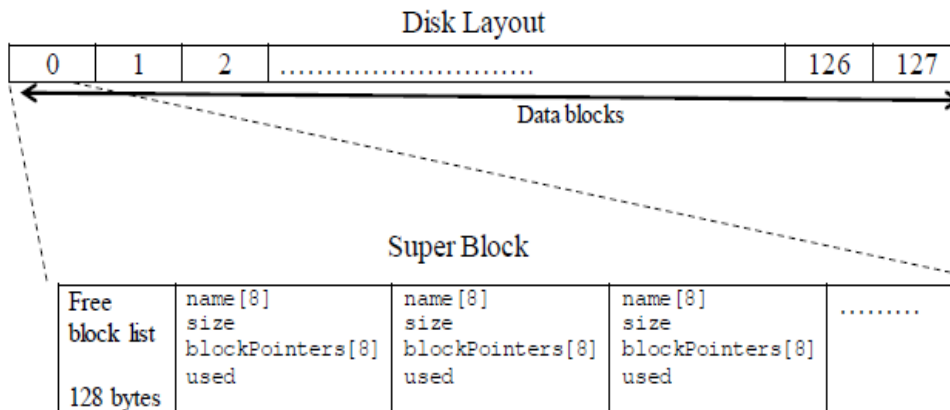 Disk Layout
0 1 2 ............................ 126 127
Data blocks
Super Block
Free block list 128 bytes
name[8]
size
blockPointers[8]
used
name[8]
size
blockPointers[8]
used
name[8]
size
blockPointers[8]
used
.........